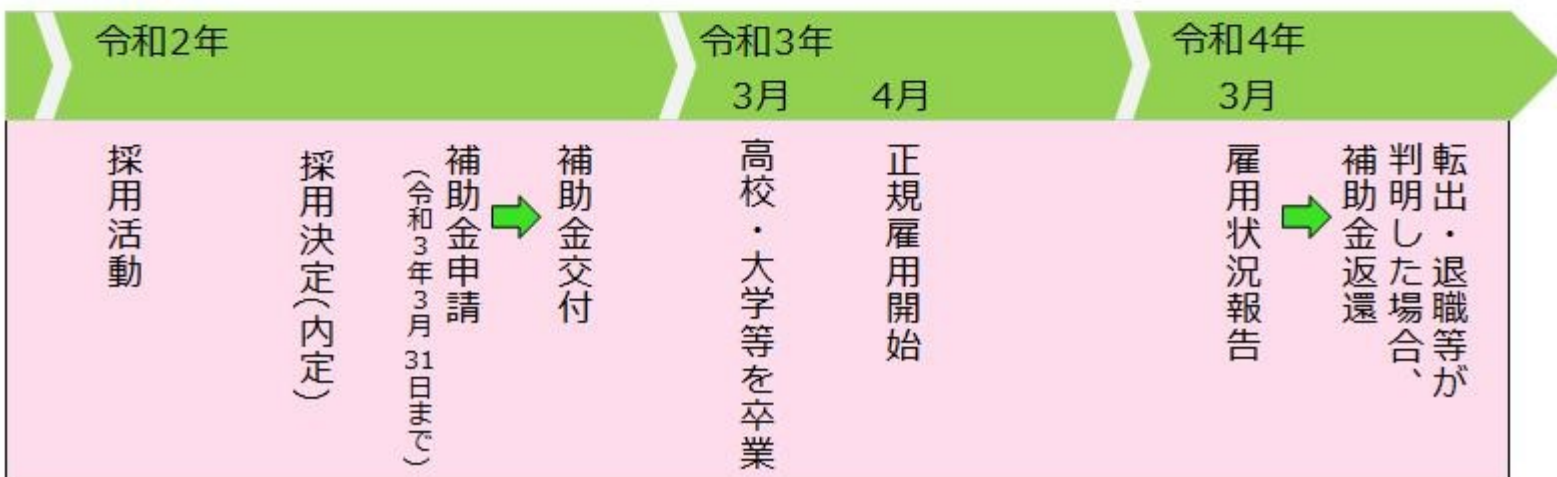 令和2年
令和3年
令和4年
3月
4月
3月
採用活動
採用決定(内定)
補助金申請
(令和3年3月31日まで)
補助金交付
高校・大学等を卒業
正規雇用開始
雇用状況報告
転出・退職等が
判明した場合、
補助金返還